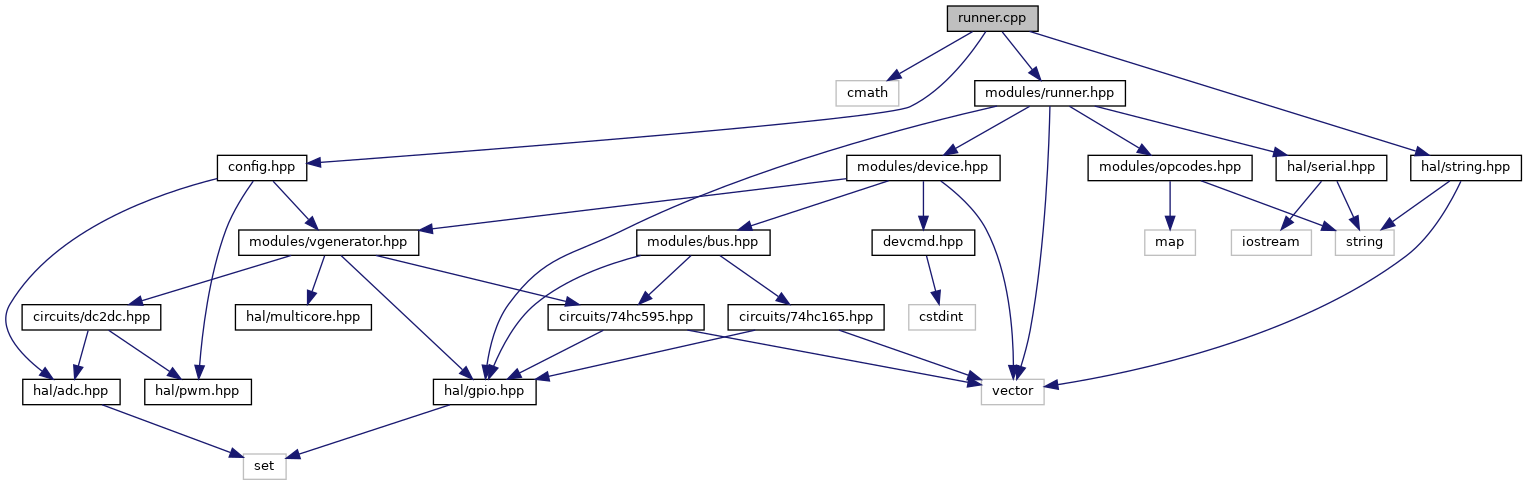 runner.cpp
cmath
modules/runner.hpp
config.hpp
modules/device.hpp
modules/opcodes.hpp
hal/serial.hpp
hal/string.hpp
modules/vgenerator.hpp
modules/bus.hpp
devcmd.hpp
map
iostream
string
circuits/dc2dc.hpp
hal/multicore.hpp
circuits/74hc595.hpp
circuits/74hc165.hpp
cstdint
hal/adc.hpp
hal/pwm.hpp
hal/gpio.hpp
vector
set